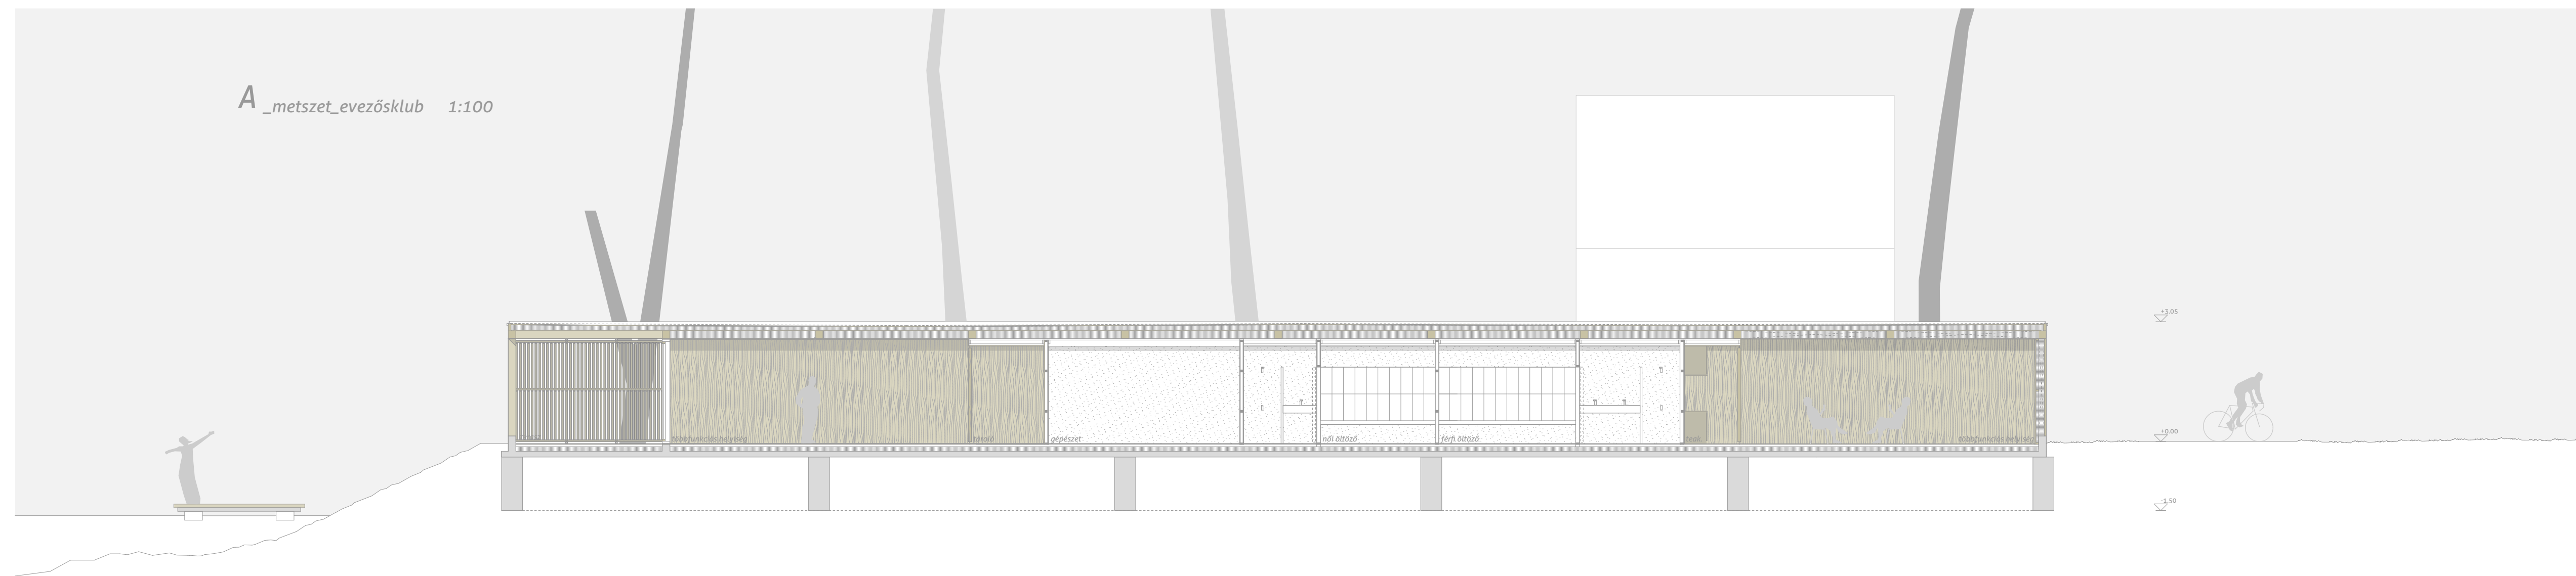 A _metszet_evezősklub 1:100
+3.05
+0.00
-1.50
többfunkciós helyiség
tároló
gépészet
női öltöző
férfi öltöző
teak.
többfunkciós helyiség